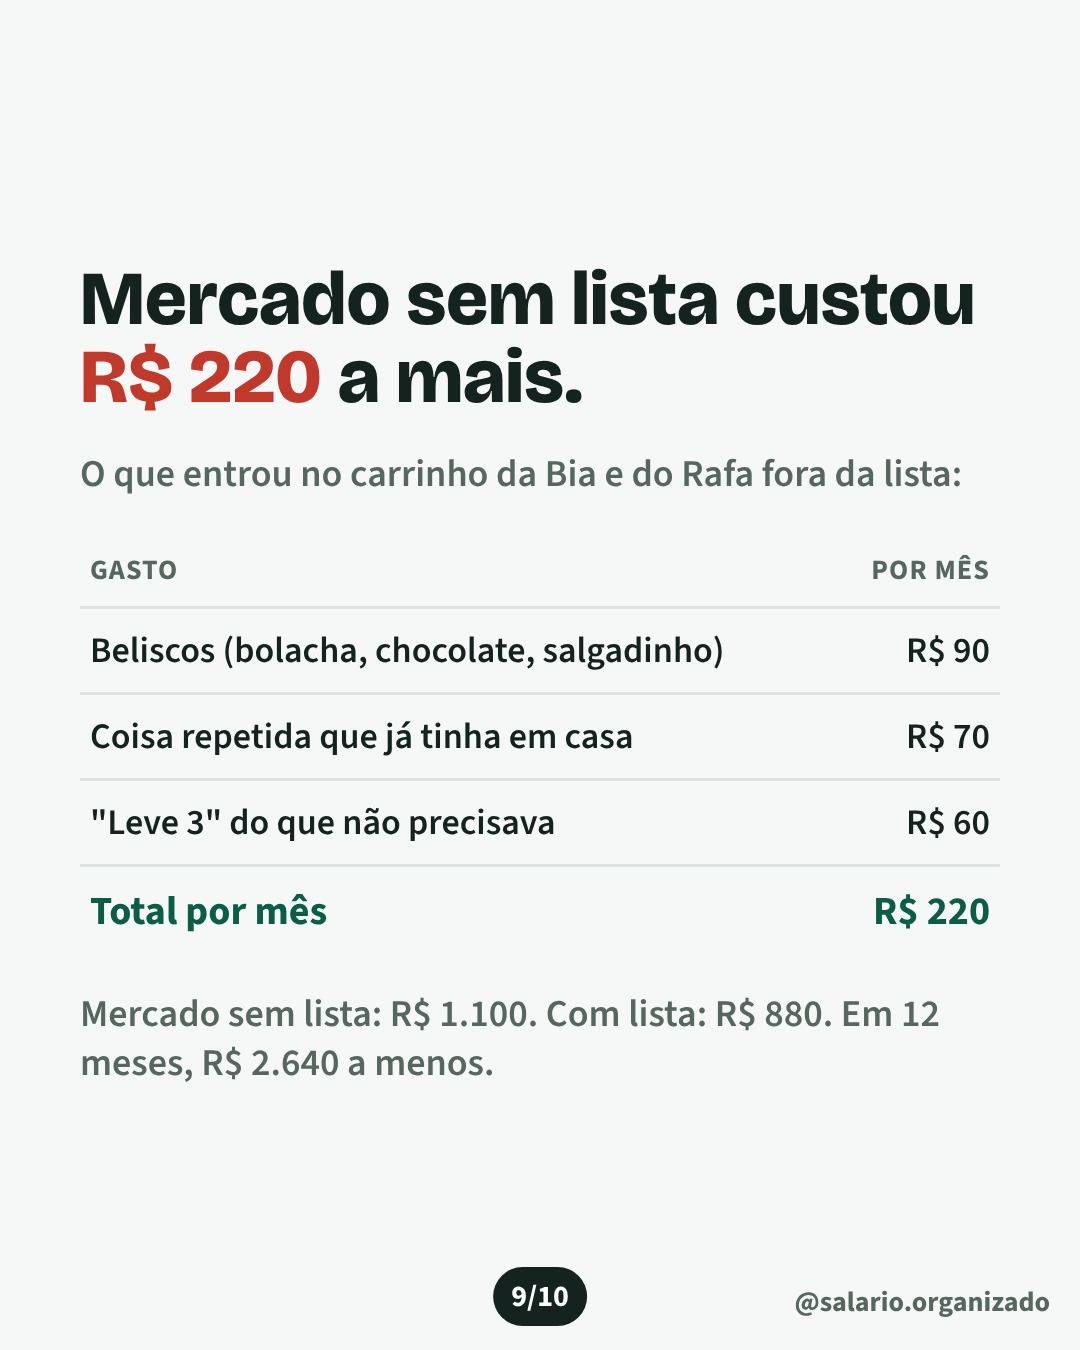 Mercado sem lista custou
R$ 220 a mais.
O que entrou no carrinho da Bia e do Rafa fora da lista:
GASTO POR MÊS
Beliscos (bolacha, chocolate, salgadinho) R$ 90
Coisa repetida que já tinha em casa R$ 70
"Leve 3" do que não precisava R$ 60
Total por mês R$ 220
Mercado sem lista: R$ 1.100. Com lista: R$ 880. Em 12
meses, R$ 2.640 a menos.
9/10
@salario.organizado